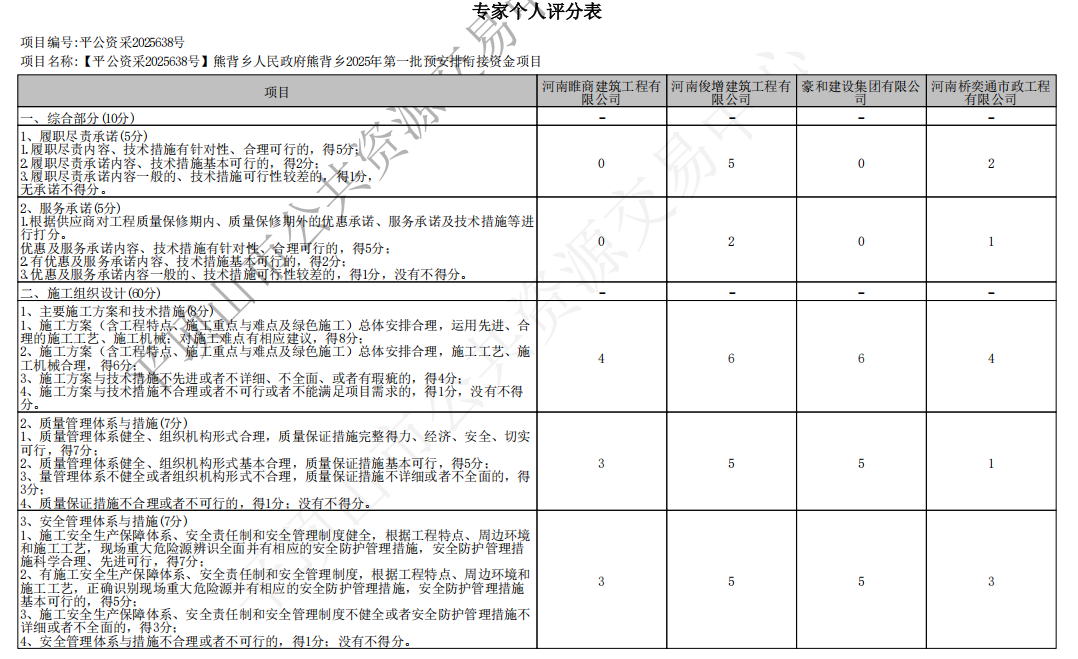 专家个人评分表
项目编号:平公资采2025638号
项目名称:【平公资采2025638号】熊背乡人民政府熊背乡2025年第一批预安排衔接资金项目
项目
河南睢商建筑工程有限公司
河南俊增建筑工程有限公司
豪和建设集团有限公司
河南桥奕通市政工程有限公司
一、综合部分(10分)
- - - -
1、履职尽责承诺(5分)
1.履职尽责内容、技术措施有针对性、合理可行的，得5分；
2.履职尽责承诺内容、技术措施基本可行的，得2分；
3.履职尽责承诺内容一般的、技术措施可行性较差的，得1分，
无承诺不得分。
0 5 0 2
2、服务承诺(5分)
1.根据供应商对工程质量保修期内、质量保修期外的优惠承诺、服务承诺及技术措施等进
行打分。
优惠及服务承诺内容、技术措施有针对性、合理可行的，得5分；
2.有优惠及服务承诺内容、技术措施基本可行的，得2分；
3.优惠及服务承诺内容一般的、技术措施可行性较差的，得1分，没有不得分。
0 2 0 1
二、施工组织设计(60分)
- - - -
1、主要施工方案和技术措施(8分)
1、施工方案（含工程特点、施工重点与难点及绿色施工）总体安排合理，运用先进、合
理的施工工艺、施工机械；对施工难点有相应建议，得8分；
2、施工方案（含工程特点、施工重点与难点及绿色施工）总体安排合理，施工工艺、施
工机械合理，得6分；
3、施工方案与技术措施不先进或者不详细、不全面、或者有瑕疵的，得4分；
4、施工方案与技术措施不合理或者不可行或者不能满足项目需求的，得1分，没有不得
分。
4 6 6 4
2、质量管理体系与措施(7分)
1、质量管理体系健全、组织机构形式合理，质量保证措施完整得力、经济、安全、切实
可行，得7分；
2、质量管理体系健全、组织机构形式基本合理，质量保证措施基本可行，得5分；
3、量管理体系不健全或者组织机构形式不合理，质量保证措施不详细或者不全面的，得
3分；
4、质量保证措施不合理或者不可行的，得1分；没有不得分。
3 5 5 1
3、安全管理体系与措施(7分)
1、施工安全生产保障体系、安全责任制和安全管理制度健全，根据工程特点、周边环境
和施工工艺，现场重大危险源辨识全面并有相应的安全防护管理措施，安全防护管理措
施科学合理、先进可行，得7分；
2、有施工安全生产保障体系、安全责任制和安全管理制度，根据工程特点、周边环境和
施工工艺，正确识别现场重大危险源并有相应的安全防护管理措施，安全防护管理措施
基本可行的，得5分；
3、施工安全生产保障体系、安全责任制和安全管理制度不健全或者安全防护管理措施不
详细或者不全面的，得3分；
4、安全管理体系与措施不合理或者不可行的，得1分；没有不得分。
3 5 5 3
平顶山市公共资源交易中
平顶山市公共资源交易中心